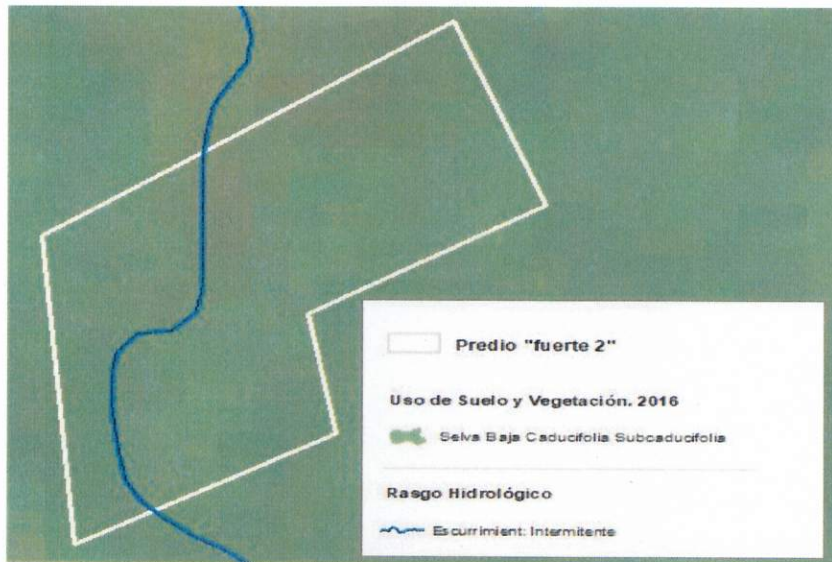 Predio "fuerte 2"
Uso de Suelo y Vegetación. 2016
Selva Baja Caducifolia Subcaducifolia
Rasgo Hidrológico
Escurrimient: Intermitente